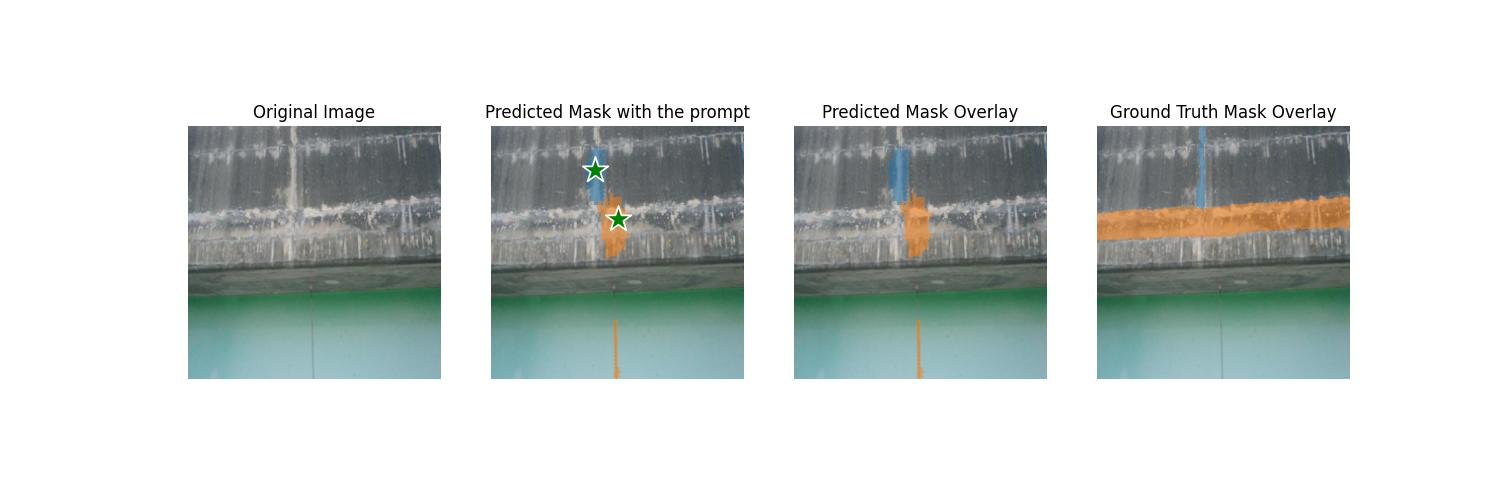 Original Image
Predicted Mask with the prompt
Predicted Mask Overlay
Ground Truth Mask Overlay